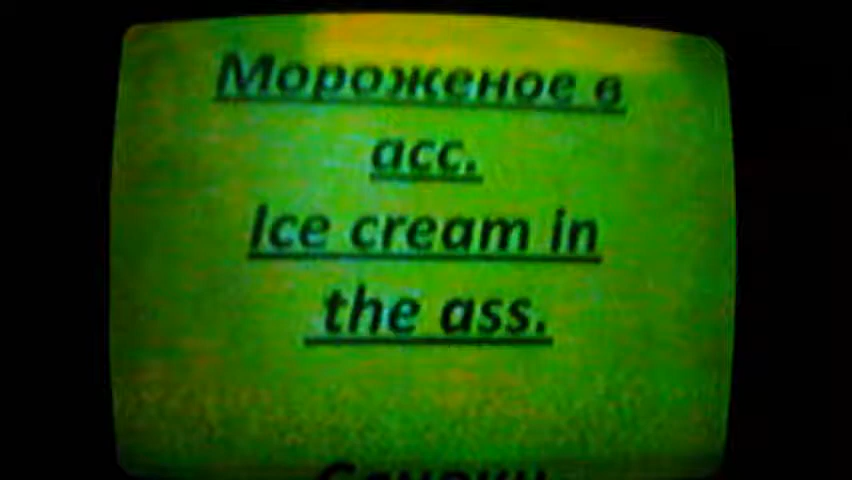 Мороженое в
асс.
Ice cream in
the ass.